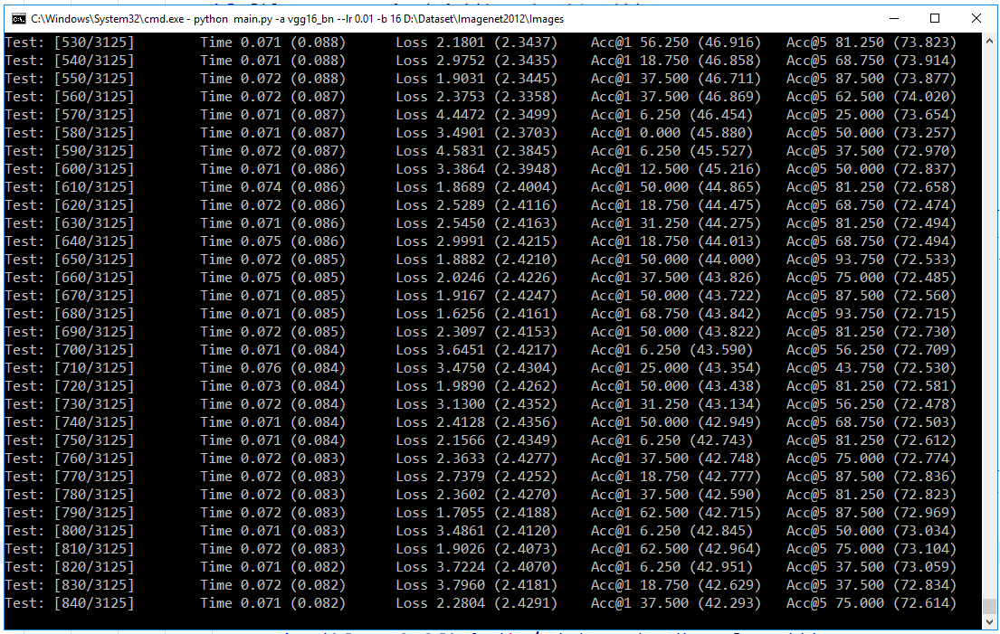 C:\Windows\System32\cmd.exe - python main.py -a vgg16_bn --lr 0.01 -b 16 D:\Dataset\Imagenet2012\Images
Test: [530/3125] Time 0.071 (0.088) Loss 2.1801 (2.3437) Acc@1 56.250 (46.916) Acc@5 81.250 (73.823)
Test: [540/3125] Time 0.071 (0.088) Loss 2.9752 (2.3435) Acc@1 18.750 (46.858) Acc@5 68.750 (73.914)
Test: [550/3125] Time 0.072 (0.088) Loss 1.9031 (2.3445) Acc@1 37.500 (46.711) Acc@5 87.500 (73.877)
Test: [560/3125] Time 0.072 (0.087) Loss 2.3753 (2.3358) Acc@1 37.500 (46.869) Acc@5 62.500 (74.020)
Test: [570/3125] Time 0.071 (0.087) Loss 4.4472 (2.3499) Acc@1 6.250 (46.454) Acc@5 25.000 (73.654)
Test: [580/3125] Time 0.071 (0.087) Loss 3.4901 (2.3703) Acc@1 0.000 (45.880) Acc@5 50.000 (73.257)
Test: [590/3125] Time 0.072 (0.087) Loss 4.5831 (2.3845) Acc@1 6.250 (45.527) Acc@5 37.500 (72.970)
Test: [600/3125] Time 0.071 (0.086) Loss 3.3864 (2.3948) Acc@1 12.500 (45.216) Acc@5 50.000 (72.837)
Test: [610/3125] Time 0.074 (0.086) Loss 1.8689 (2.4004) Acc@1 50.000 (44.865) Acc@5 81.250 (72.658)
Test: [620/3125] Time 0.072 (0.086) Loss 2.5289 (2.4116) Acc@1 18.750 (44.475) Acc@5 68.750 (72.474)
Test: [630/3125] Time 0.071 (0.086) Loss 2.5450 (2.4163) Acc@1 31.250 (44.275) Acc@5 81.250 (72.494)
Test: [640/3125] Time 0.075 (0.086) Loss 2.9991 (2.4215) Acc@1 18.750 (44.013) Acc@5 68.750 (72.494)
Test: [650/3125] Time 0.072 (0.085) Loss 1.8882 (2.4210) Acc@1 50.000 (44.000) Acc@5 93.750 (72.533)
Test: [660/3125] Time 0.075 (0.085) Loss 2.0246 (2.4226) Acc@1 37.500 (43.826) Acc@5 75.000 (72.485)
Test: [670/3125] Time 0.071 (0.085) Loss 1.9167 (2.4247) Acc@1 50.000 (43.722) Acc@5 87.500 (72.560)
Test: [680/3125] Time 0.071 (0.085) Loss 1.6256 (2.4161) Acc@1 68.750 (43.842) Acc@5 93.750 (72.715)
Test: [690/3125] Time 0.072 (0.085) Loss 2.3097 (2.4153) Acc@1 50.000 (43.822) Acc@5 81.250 (72.730)
Test: [700/3125] Time 0.071 (0.084) Loss 3.6451 (2.4217) Acc@1 6.250 (43.590) Acc@5 56.250 (72.709)
Test: [710/3125] Time 0.076 (0.084) Loss 3.4750 (2.4304) Acc@1 25.000 (43.354) Acc@5 43.750 (72.530)
Test: [720/3125] Time 0.073 (0.084) Loss 1.9890 (2.4262) Acc@1 50.000 (43.438) Acc@5 81.250 (72.581)
Test: [730/3125] Time 0.072 (0.084) Loss 3.1300 (2.4352) Acc@1 31.250 (43.134) Acc@5 56.250 (72.478)
Test: [740/3125] Time 0.071 (0.084) Loss 2.4128 (2.4356) Acc@1 50.000 (42.949) Acc@5 68.750 (72.503)
Test: [750/3125] Time 0.071 (0.084) Loss 2.1566 (2.4349) Acc@1 6.250 (42.743) Acc@5 81.250 (72.612)
Test: [760/3125] Time 0.072 (0.083) Loss 2.3633 (2.4277) Acc@1 37.500 (42.748) Acc@5 75.000 (72.774)
Test: [770/3125] Time 0.072 (0.083) Loss 2.7379 (2.4252) Acc@1 18.750 (42.777) Acc@5 87.500 (72.836)
Test: [780/3125] Time 0.072 (0.083) Loss 2.3602 (2.4270) Acc@1 37.500 (42.590) Acc@5 81.250 (72.823)
Test: [790/3125] Time 0.072 (0.083) Loss 1.7055 (2.4188) Acc@1 62.500 (42.715) Acc@5 87.500 (72.969)
Test: [800/3125] Time 0.071 (0.083) Loss 3.4861 (2.4120) Acc@1 6.250 (42.845) Acc@5 50.000 (73.034)
Test: [810/3125] Time 0.072 (0.083) Loss 1.9026 (2.4073) Acc@1 62.500 (42.964) Acc@5 75.000 (73.104)
Test: [820/3125] Time 0.071 (0.082) Loss 3.7224 (2.4070) Acc@1 6.250 (42.951) Acc@5 37.500 (73.059)
Test: [830/3125] Time 0.072 (0.082) Loss 3.7960 (2.4181) Acc@1 18.750 (42.629) Acc@5 37.500 (72.834)
Test: [840/3125] Time 0.071 (0.082) Loss 2.2804 (2.4291) Acc@1 37.500 (42.293) Acc@5 75.000 (72.614)